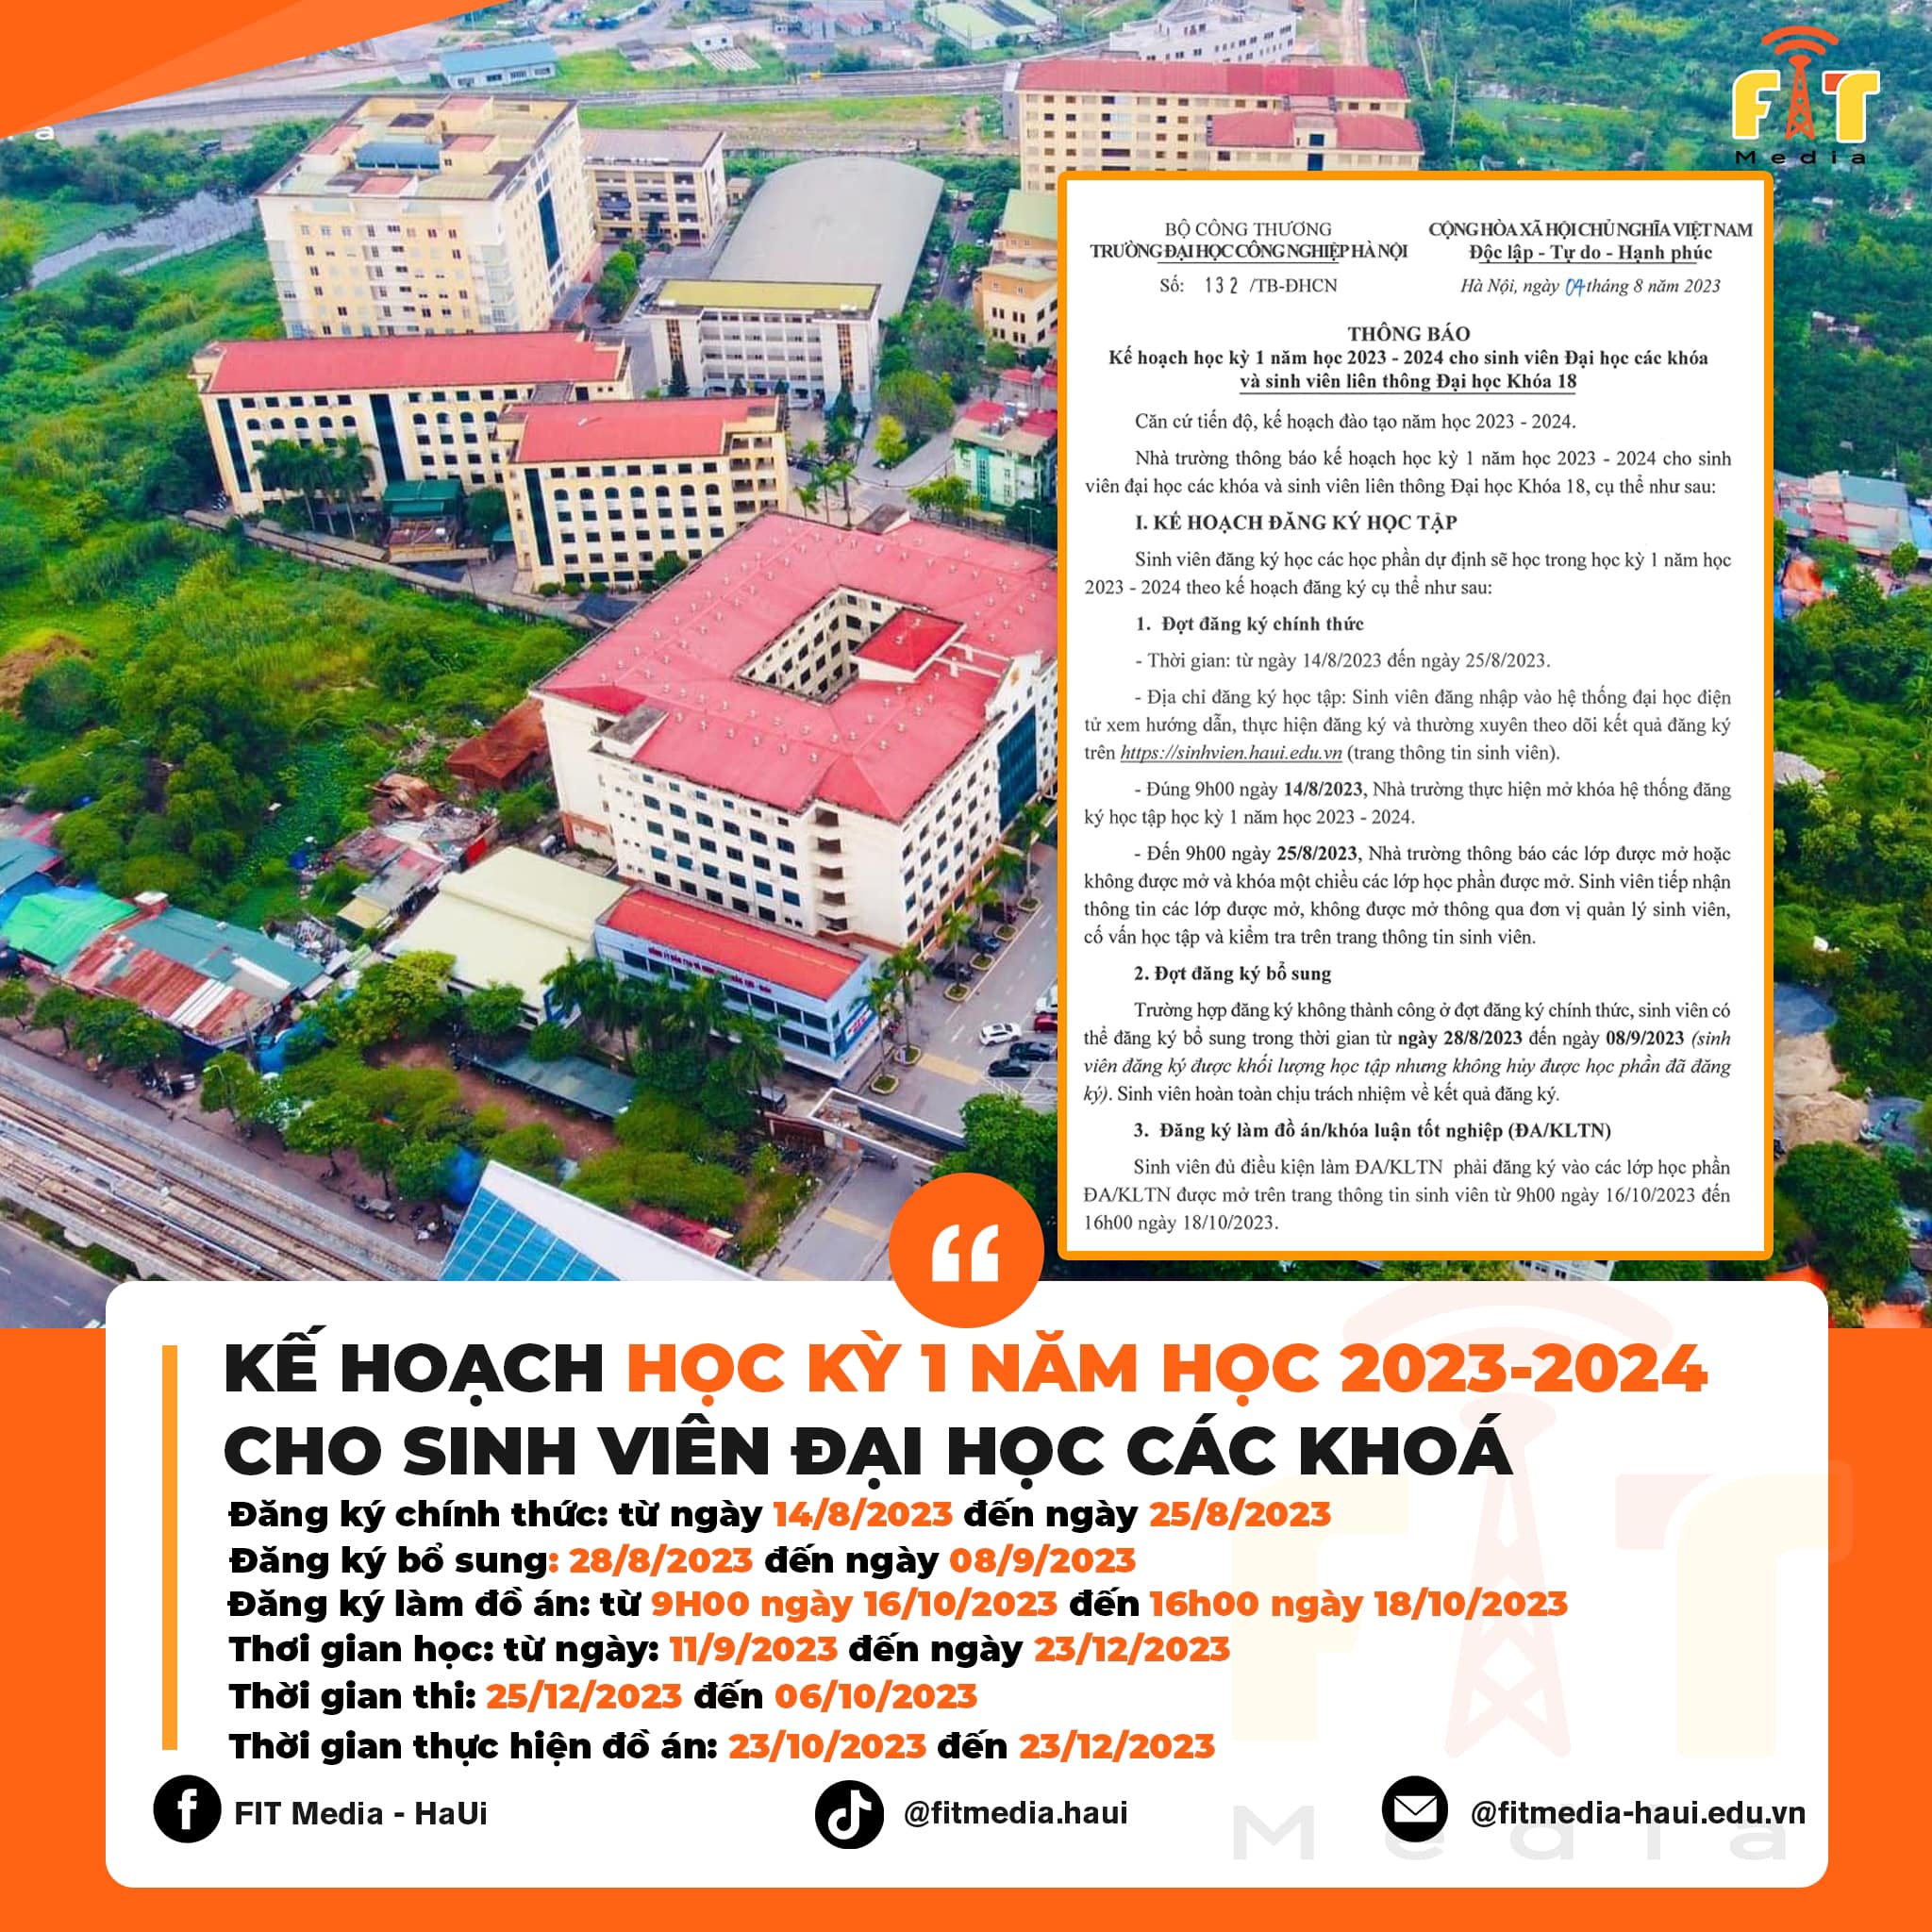 a
FIT
Media
BỘ CÔNG THƯƠNG
TRƯỜNG ĐẠI HỌC CÔNG NGHIỆP HÀ NỘI
Số: 132 /TB-ĐHCN
CỘNG HÒA XÃ HỘI CHỦ NGHĨA VIỆT NAM
Độc lập - Tự do - Hạnh phúc
Hà Nội, ngày 04 tháng 8 năm 2023
THÔNG BÁO
Kế hoạch học kỳ 1 năm học 2023 - 2024 cho sinh viên Đại học các khóa
và sinh viên liên thông Đại học Khóa 18
Căn cứ tiến độ, kế hoạch đào tạo năm học 2023 - 2024.
Nhà trường thông báo kế hoạch học kỳ 1 năm học 2023 - 2024 cho sinh
viên đại học các khóa và sinh viên liên thông Đại học Khóa 18, cụ thể như sau:
I. KẾ HOẠCH ĐĂNG KÝ HỌC TẬP
Sinh viên đăng ký học các học phần dự định sẽ học trong học kỳ 1 năm học
2023 - 2024 theo kế hoạch đăng ký cụ thể như sau:
1. Đợt đăng ký chính thức
- Thời gian: từ ngày 14/8/2023 đến ngày 25/8/2023.
- Địa chỉ đăng ký học tập: Sinh viên đăng nhập vào hệ thống đại học điện
tử xem hướng dẫn, thực hiện đăng ký và thường xuyên theo dõi kết quả đăng ký
trên https://sinhvien.haui.edu.vn (trang thông tin sinh viên).
- Đúng 9h00 ngày 14/8/2023, Nhà trường thực hiện mở khóa hệ thống đăng
ký học tập học kỳ 1 năm học 2023 - 2024.
- Đến 9h00 ngày 25/8/2023, Nhà trường thông báo các lớp được mở hoặc
không được mở và khóa một chiều các lớp học phần được mở. Sinh viên tiếp nhận
thông tin các lớp được mở, không được mở thông qua đơn vị quản lý sinh viên,
cố vấn học tập và kiểm tra trên trang thông tin sinh viên.
2. Đợt đăng ký bổ sung
Trường hợp đăng ký không thành công ở đợt đăng ký chính thức, sinh viên có
thể đăng ký bổ sung trong thời gian từ ngày 28/8/2023 đến ngày 08/9/2023 (sinh
viên đăng ký được khối lượng học tập nhưng không hủy được học phần đã đăng
ký). Sinh viên hoàn toàn chịu trách nhiệm về kết quả đăng ký.
3. Đăng ký làm đồ án/khóa luận tốt nghiệp (ĐA/KLTN)
Sinh viên đủ điều kiện làm ĐA/KLTN phải đăng ký vào các lớp học phần
ĐA/KLTN được mở trên trang thông tin sinh viên từ 9h00 ngày 16/10/2023 đến
16h00 ngày 18/10/2023.
KẾ HOẠCH HỌC KỲ 1 NĂM HỌC 2023-2024
CHO SINH VIÊN ĐẠI HỌC CÁC KHOÁ
Đăng ký chính thức: từ ngày 14/8/2023 đến ngày 25/8/2023
Đăng ký bổ sung: 28/8/2023 đến ngày 08/9/2023
Đăng ký làm đồ án: từ 9H00 ngày 16/10/2023 đến 16h00 ngày 18/10/2023
Thơi gian học: từ ngày: 11/9/2023 đến ngày 23/12/2023
Thời gian thi: 25/12/2023 đến 06/10/2023
Thời gian thực hiện đồ án: 23/10/2023 đến 23/12/2023
FIT Media - HaUi
@fitmedia.haui
@fitmedia-haui.edu.vn
FIT
Media